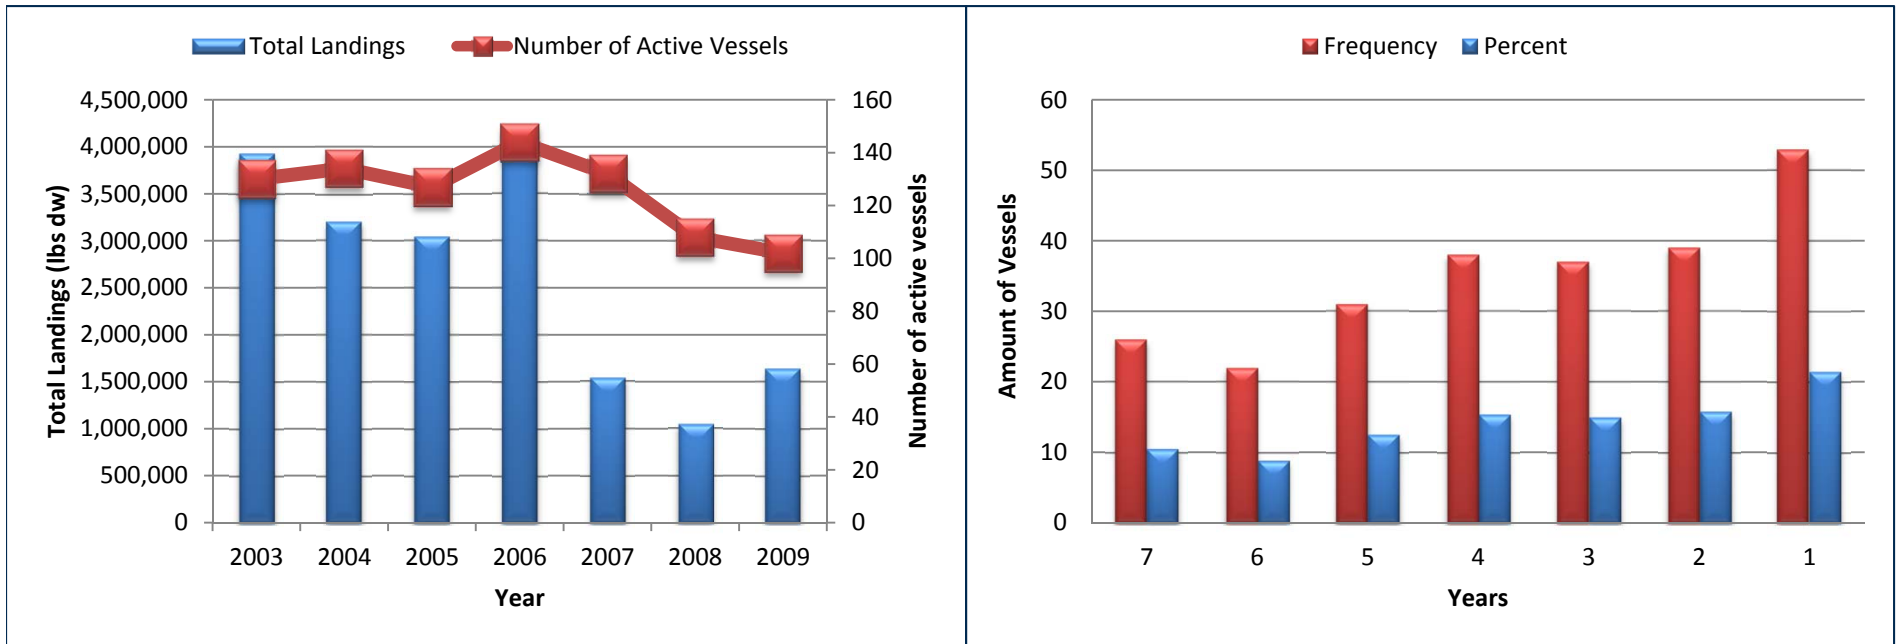 Total Landings
Number of Active Vessels
4,500,000
4,000,000
3,500,000
3,000,000
2,500,000
2,000,000
1,500,000
1,000,000
500,000
0
Total Landings (lbs dw)
160
140
120
100
80
60
40
20
0
Number of active vessels
2003 2004 2005 2006 2007 2008 2009
Year
Frequency Percent
60
50
40
30
20
10
0
Amount of Vessels
7 6 5 4 3 2 1
Years